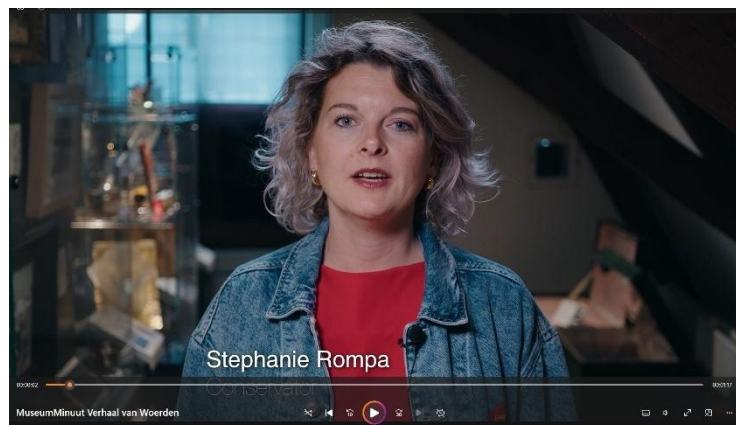 Stephanie Rompa
Conservator
00:00:02
00:01:17
MuseumMinuut Verhaal van Woerden